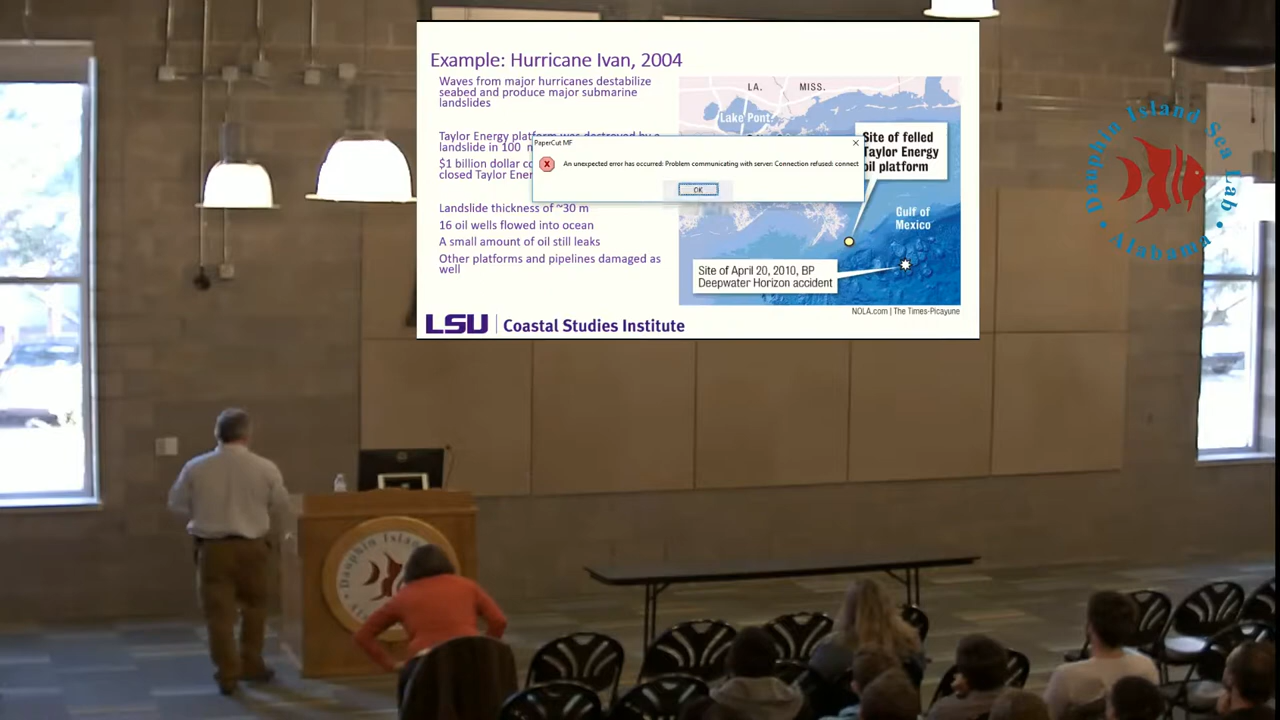 Example: Hurricane Ivan, 2004
Waves from major hurricanes destabilize
seabed and produce major submarine
landslides
Taylor Energy platform was destroyed by a
landslide in 100
$1 billion dollar
closed Taylor
Landslide thickness of ~30 m
16 oil wells flowed into ocean
A small amount of oil still leaks
Other platforms and pipelines damaged as
well
PaperCut MF
An unexpected error has occurred: Problem communicating with server: Connection refused: connect
OK
LA. MISS.
Lake Pont.
Site of felled
Taylor Energy
oil platform
Gulf of
Mexico
Site of April 20, 2010, BP
Deepwater Horizon accident
NOLA.com | The Times-Picayune
LSU | Coastal Studies Institute
Dauphin Island Sea Lab
Alabama
Dauphin Island